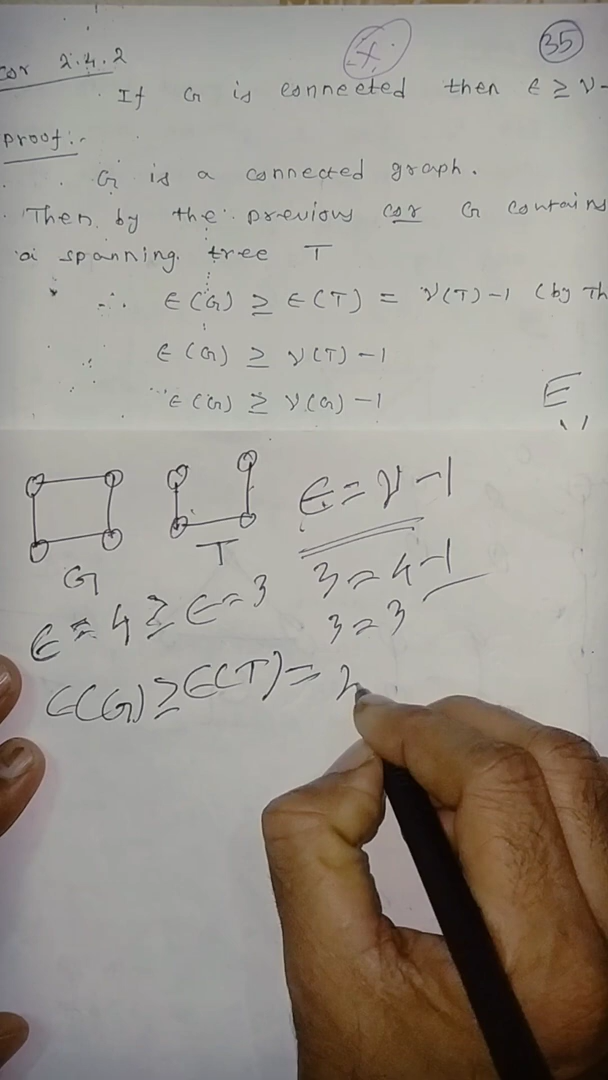 35
cor 2.4.2
If G is connected then ε ≥ ν-
proof:-
G is a connected graph.
Then by the previous cor G contains
a spanning tree T
∴ ε(G) ≥ ε(T) = ν(T)-1 (by Th
ε(G) ≥ ν(T)-1
ε(G) ≥ ν(G)-1
E
G
T
ε = ν-1
3 = 4-1
3 = 3
ε = 4 ≥ ε = 3
ε(G) ≥ ε(T) =